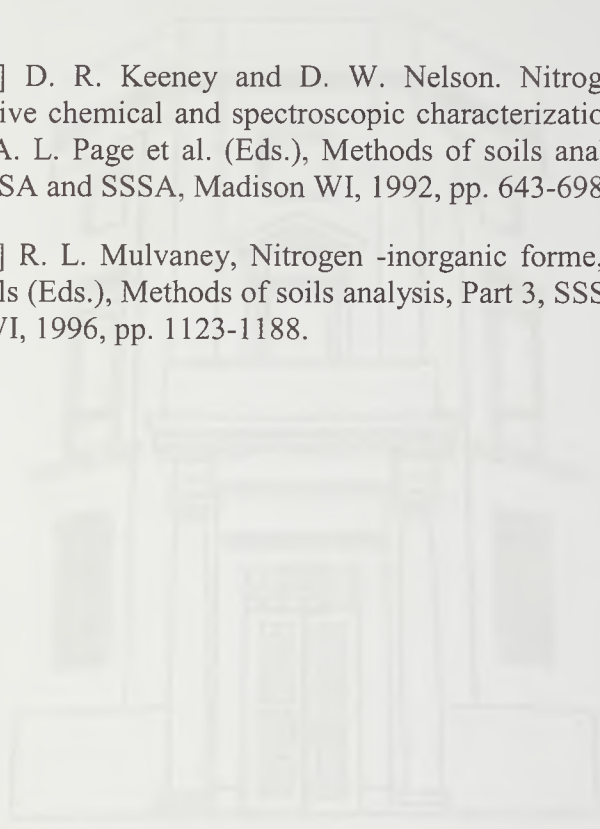 ] D. R. Keeney and D. W. Nelson. Nitrog
ive chemical and spectroscopic characterizatio
A. L. Page et al. (Eds.), Methods of soils anal
SA and SSSA, Madison WI, 1992, pp. 643-698
] R. L. Mulvaney, Nitrogen -inorganic forme,
ls (Eds.), Methods of soils analysis, Part 3, SSS
VI, 1996, pp. 1123-1188.